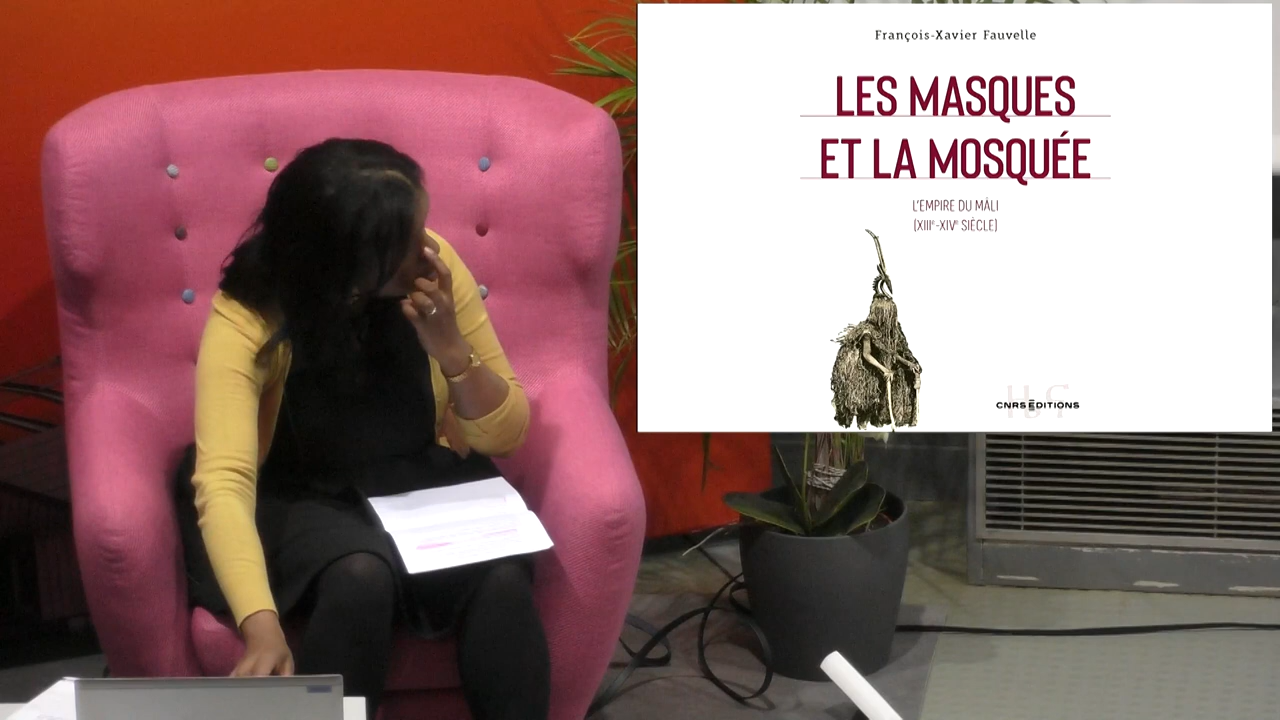 François-Xavier Fauvelle
LES MASQUES
ET LA MOSQUÉE
L'EMPIRE DU MÂLI
(XIIIᵉ-XIVᵉ SIÈCLE)
CNRS ÉDITIONS